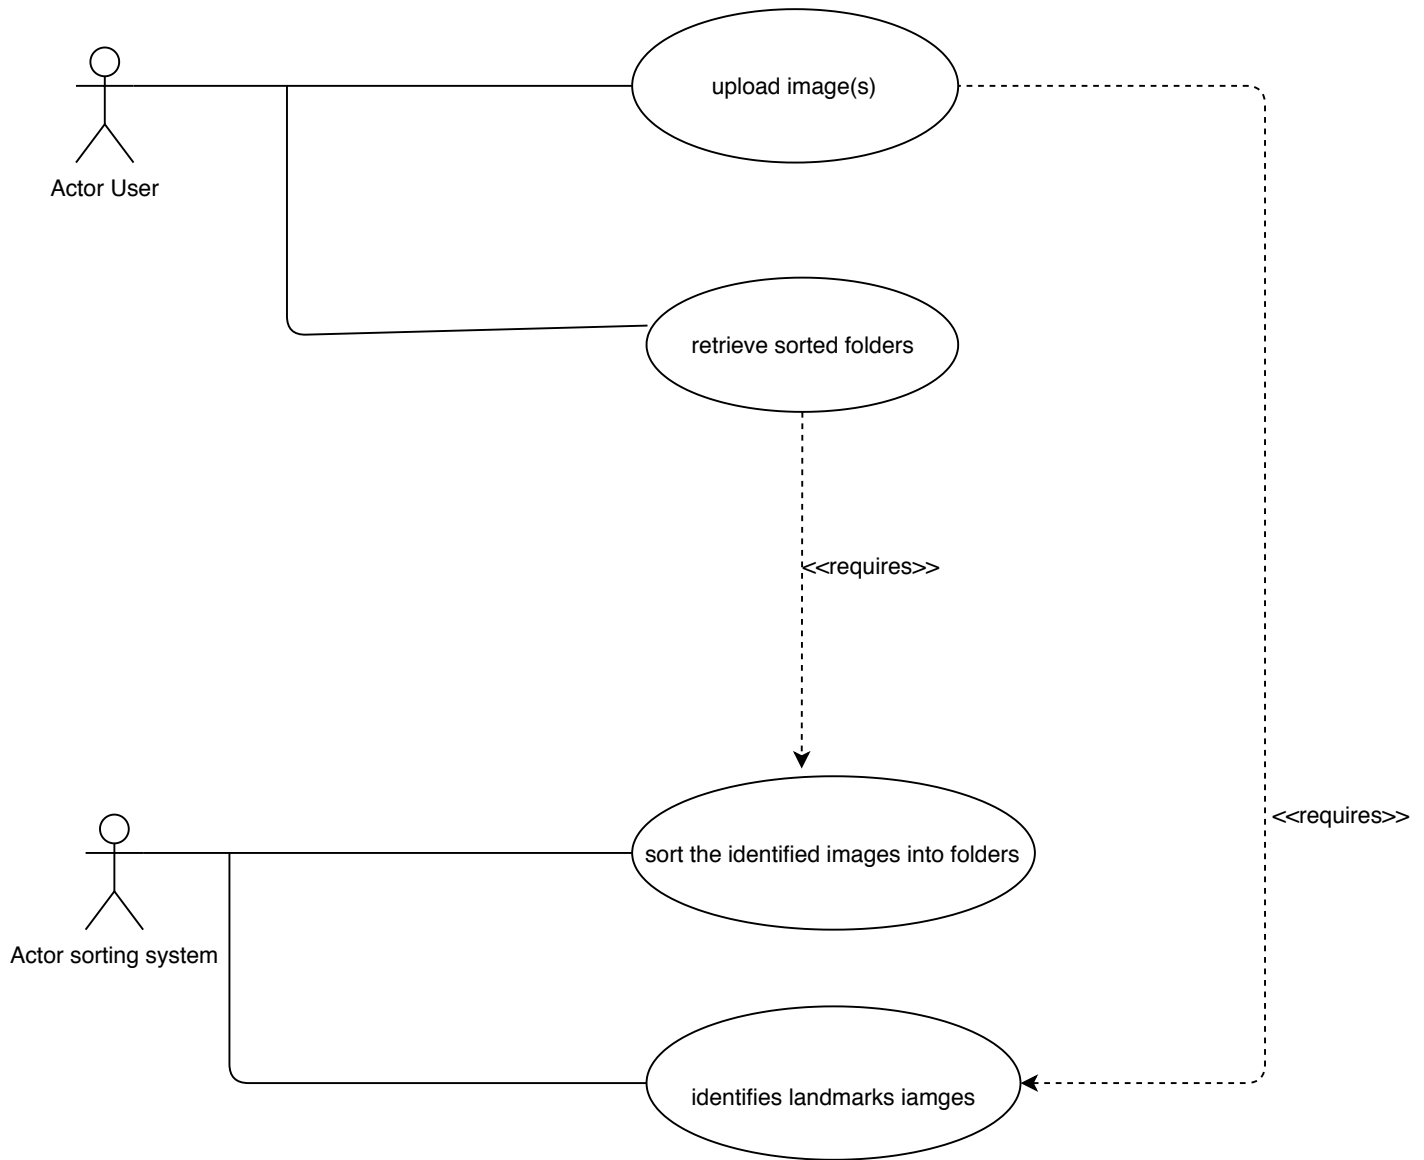 upload image(s)
Actor User
retrieve sorted folders
<<requires>>
<<requires>>
sort the identified images into folders
Actor sorting system
identifies landmarks iamges